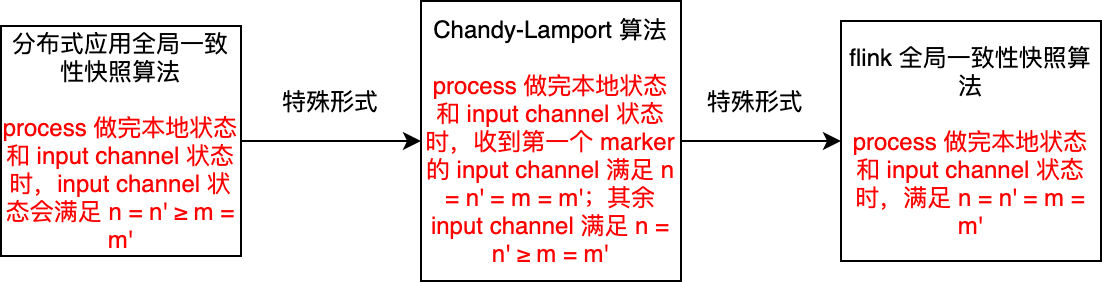 分布式应用全局一致
性快照算法
process 做完本地状态
和 input channel 状态
时，input channel 状
态会满足 n = n' ≥ m =
m'
特殊形式
Chandy-Lamport 算法
process 做完本地状态
和 input channel 状态
时，收到第一个 marker
的 input channel 满足 n
= n' = m = m'；其余
input channel 满足 n =
n' ≥ m = m'
特殊形式
flink 全局一致性快照算
法
process 做完本地状态
和 input channel 状态
时，满足 n = n' = m =
m'